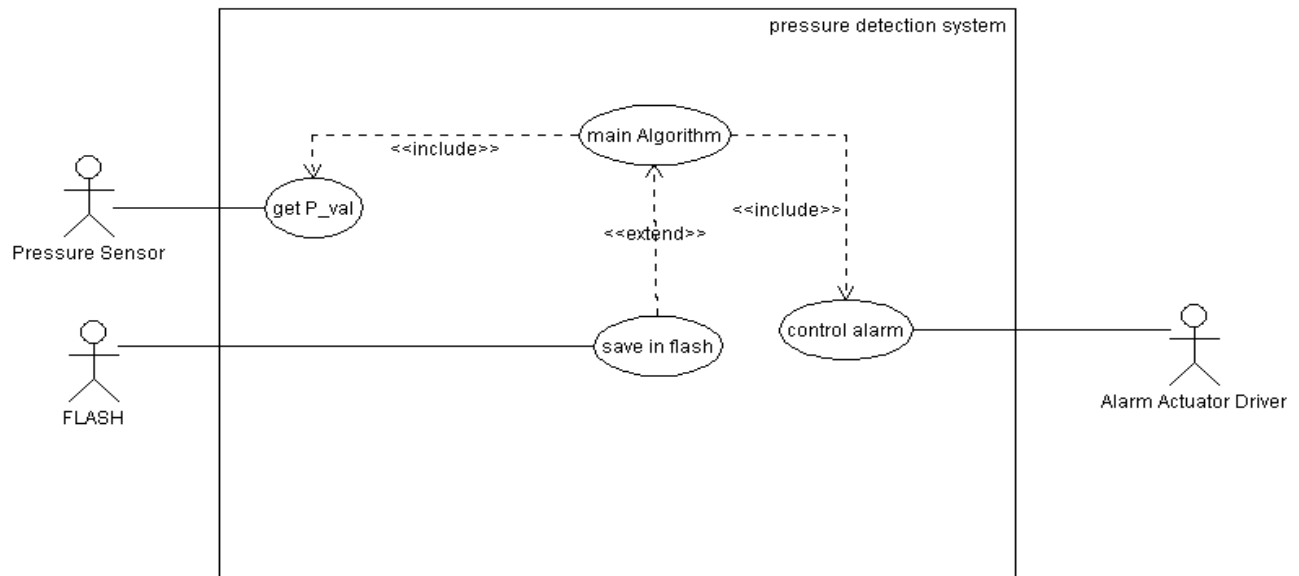 pressure detection system
main Algorithm
<<include>>
get P_val
<<include>>
Pressure Sensor
<<extend>>
control alarm
save in flash
FLASH
Alarm Actuator Driver